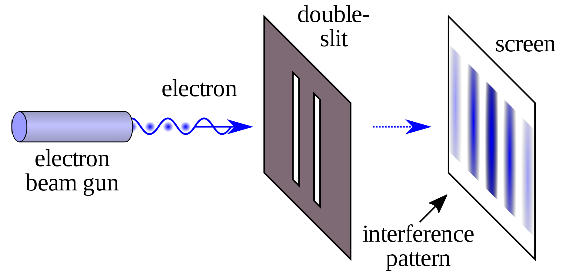 double-
slit
screen
electron
electron
beam gun
interference
pattern